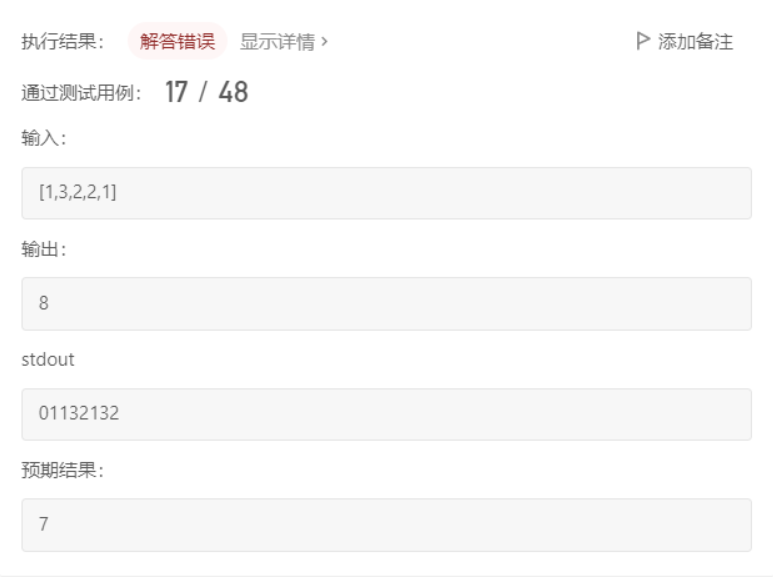 执行结果： 解答错误 显示详情 > 添加备注
通过测试用例： 17 / 48
输入：
[1,3,2,2,1]
输出：
8
stdout
01132132
预期结果：
7